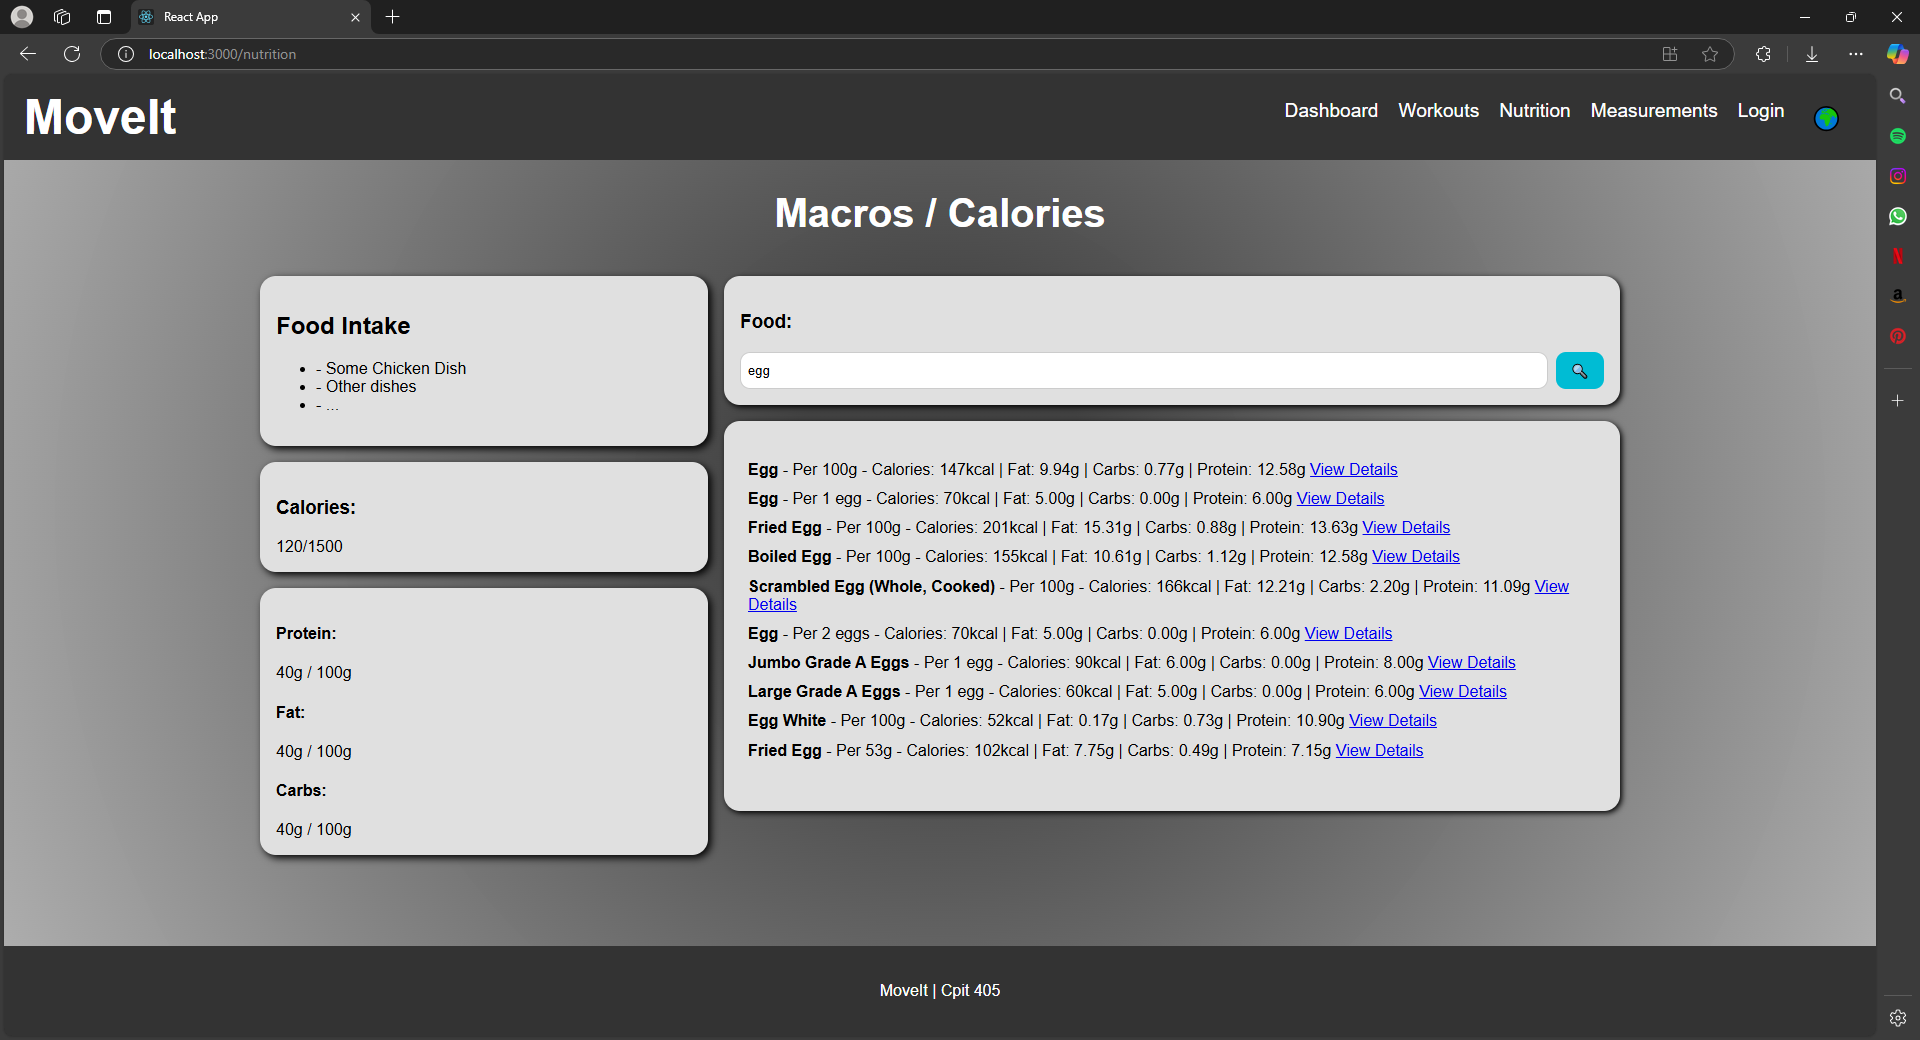 React App
localhost:3000/nutrition
MoveIt
Dashboard Workouts Nutrition Measurements Login
Macros / Calories
Food Intake
- Some Chicken Dish
- Other dishes
- ...
Calories:
120/1500
Protein:
40g / 100g
Fat:
40g / 100g
Carbs:
40g / 100g
Food:
egg
Egg - Per 100g - Calories: 147kcal | Fat: 9.94g | Carbs: 0.77g | Protein: 12.58g View Details
Egg - Per 1 egg - Calories: 70kcal | Fat: 5.00g | Carbs: 0.00g | Protein: 6.00g View Details
Fried Egg - Per 100g - Calories: 201kcal | Fat: 15.31g | Carbs: 0.88g | Protein: 13.63g View Details
Boiled Egg - Per 100g - Calories: 155kcal | Fat: 10.61g | Carbs: 1.12g | Protein: 12.58g View Details
Scrambled Egg (Whole, Cooked) - Per 100g - Calories: 166kcal | Fat: 12.21g | Carbs: 2.20g | Protein: 11.09g View
Details
Egg - Per 2 eggs - Calories: 70kcal | Fat: 5.00g | Carbs: 0.00g | Protein: 6.00g View Details
Jumbo Grade A Eggs - Per 1 egg - Calories: 90kcal | Fat: 6.00g | Carbs: 0.00g | Protein: 8.00g View Details
Large Grade A Eggs - Per 1 egg - Calories: 60kcal | Fat: 5.00g | Carbs: 0.00g | Protein: 6.00g View Details
Egg White - Per 100g - Calories: 52kcal | Fat: 0.17g | Carbs: 0.73g | Protein: 10.90g View Details
Fried Egg - Per 53g - Calories: 102kcal | Fat: 7.75g | Carbs: 0.49g | Protein: 7.15g View Details
MoveIt | Cpit 405